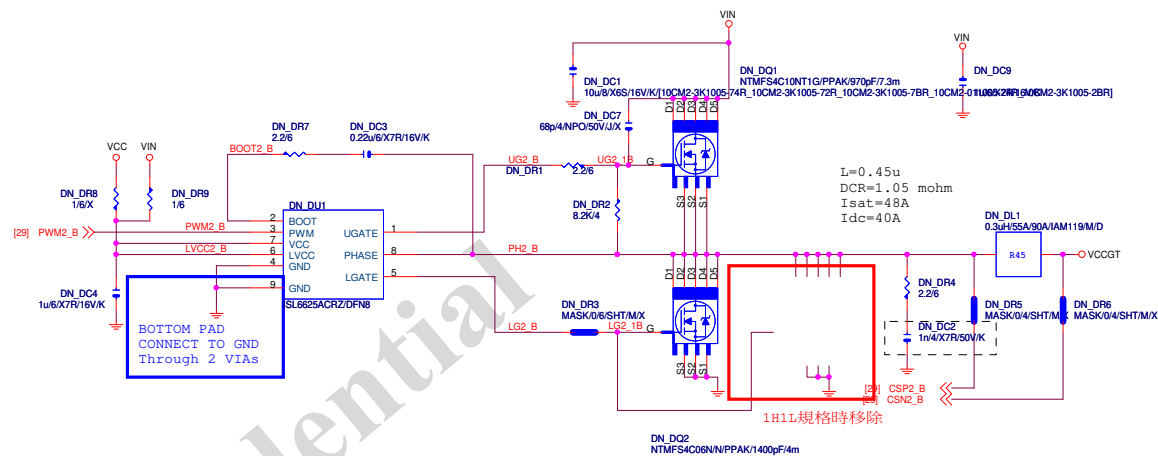 VIN
VIN
DN_DQ1
NTMFS4C10NT1G/PPAK/970pF/7.3m
DN_DC1
10u/8/X6S/16V/K/[10CM2-3K1005-74R_10CM2-3K1005-72R_10CM2-3K1005-7BR_10CM2-
DN_DC9
DN_DC7
68p/4/NPO/50V/J/X
D1
D2
D3
D4
D5
DN_DR7
2.2/6
DN_DC3
0.22u/6/X7R/16V/K
VCC
VIN
BOOT2_B
UG2_B
DN_DR1
2.2/6
UG2_1B
G
S3
S2
S1
L=0.45u
DCR=1.05 mohm
Isat=48A
Idc=40A
DN_DR8
1/6/X
DN_DR9
1/6
DN_DU1
DN_DR2
8.2K/4
DN_DL1
0.3uH/55A/90A/IAM119/M/D
R45
VCCGT
[29] PWM2_B
PWM2_B
LVCC2_B
2
3
7
6
4
9
BOOT
PWM
VCC
LVCC
GND
GND
UGATE
PHASE
LGATE
1
8
5
PH2_B
SL6625ACRZ/DFN8
DN_DC4
1u/6/X7R/16V/K
BOTTOM PAD
CONNECT TO GND
Through 2 VIAs
DN_DR3
MASK/0/6/SHT/M/X
LG2_B
LG2_1B
G
D1
D2
D3
D4
D5
S3
S2
S1
DN_DR4
2.2/6
DN_DC2
1n/4/X7R/50V/K
DN_DR5
MASK/0/4/SHT/M/X
DN_DR6
MASK/0/4/SHT/M/X
[29] CSP2_B
CSN2_B
1H1L規格時移除
DN_DQ2
NTMFS4C06N/N/PPAK/1400pF/4m